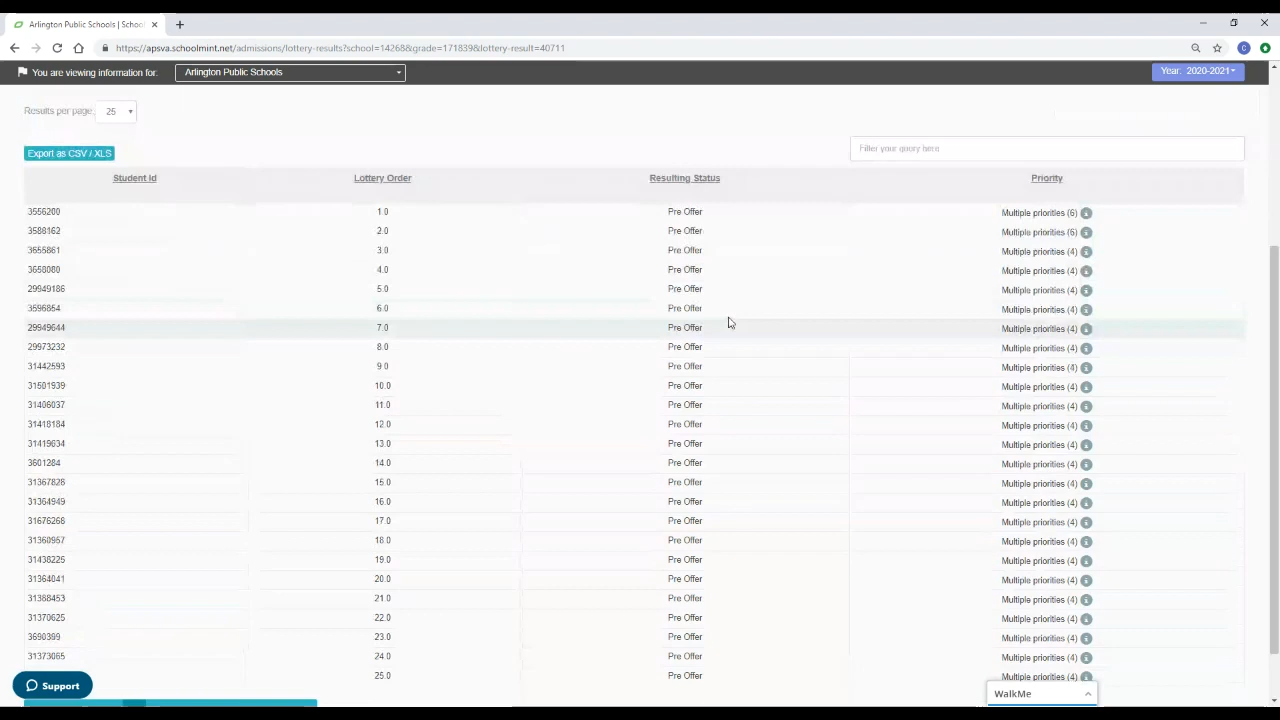 Arlington Public Schools | School
https://apsva.schoolmint.net/admissions/lottery-results?school=14268&grade=171839&lottery-result=40711
You are viewing information for: Arlington Public Schools Year: 2020-2021
Results per page: 25
Export as CSV / XLS Filter your query here
Student Id Lottery Order Resulting Status Priority
3556200 1.0 Pre Offer Multiple priorities (6)
3588162 2.0 Pre Offer Multiple priorities (6)
3655861 3.0 Pre Offer Multiple priorities (4)
3658080 4.0 Pre Offer Multiple priorities (4)
29949186 5.0 Pre Offer Multiple priorities (4)
3596854 6.0 Pre Offer Multiple priorities (4)
29949644 7.0 Pre Offer Multiple priorities (4)
29973232 8.0 Pre Offer Multiple priorities (4)
31442593 9.0 Pre Offer Multiple priorities (4)
31501939 10.0 Pre Offer Multiple priorities (4)
31406037 11.0 Pre Offer Multiple priorities (4)
31418184 12.0 Pre Offer Multiple priorities (4)
31419634 13.0 Pre Offer Multiple priorities (4)
3601284 14.0 Pre Offer Multiple priorities (4)
31367828 15.0 Pre Offer Multiple priorities (4)
31364949 16.0 Pre Offer Multiple priorities (4)
31676268 17.0 Pre Offer Multiple priorities (4)
31360957 18.0 Pre Offer Multiple priorities (4)
31438225 19.0 Pre Offer Multiple priorities (4)
31364041 20.0 Pre Offer Multiple priorities (4)
31388453 21.0 Pre Offer Multiple priorities (4)
31370625 22.0 Pre Offer Multiple priorities (4)
3690399 23.0 Pre Offer Multiple priorities (4)
31373065 24.0 Pre Offer Multiple priorities (4)
25.0 Pre Offer Multiple priorities (4)
Support
WalkMe